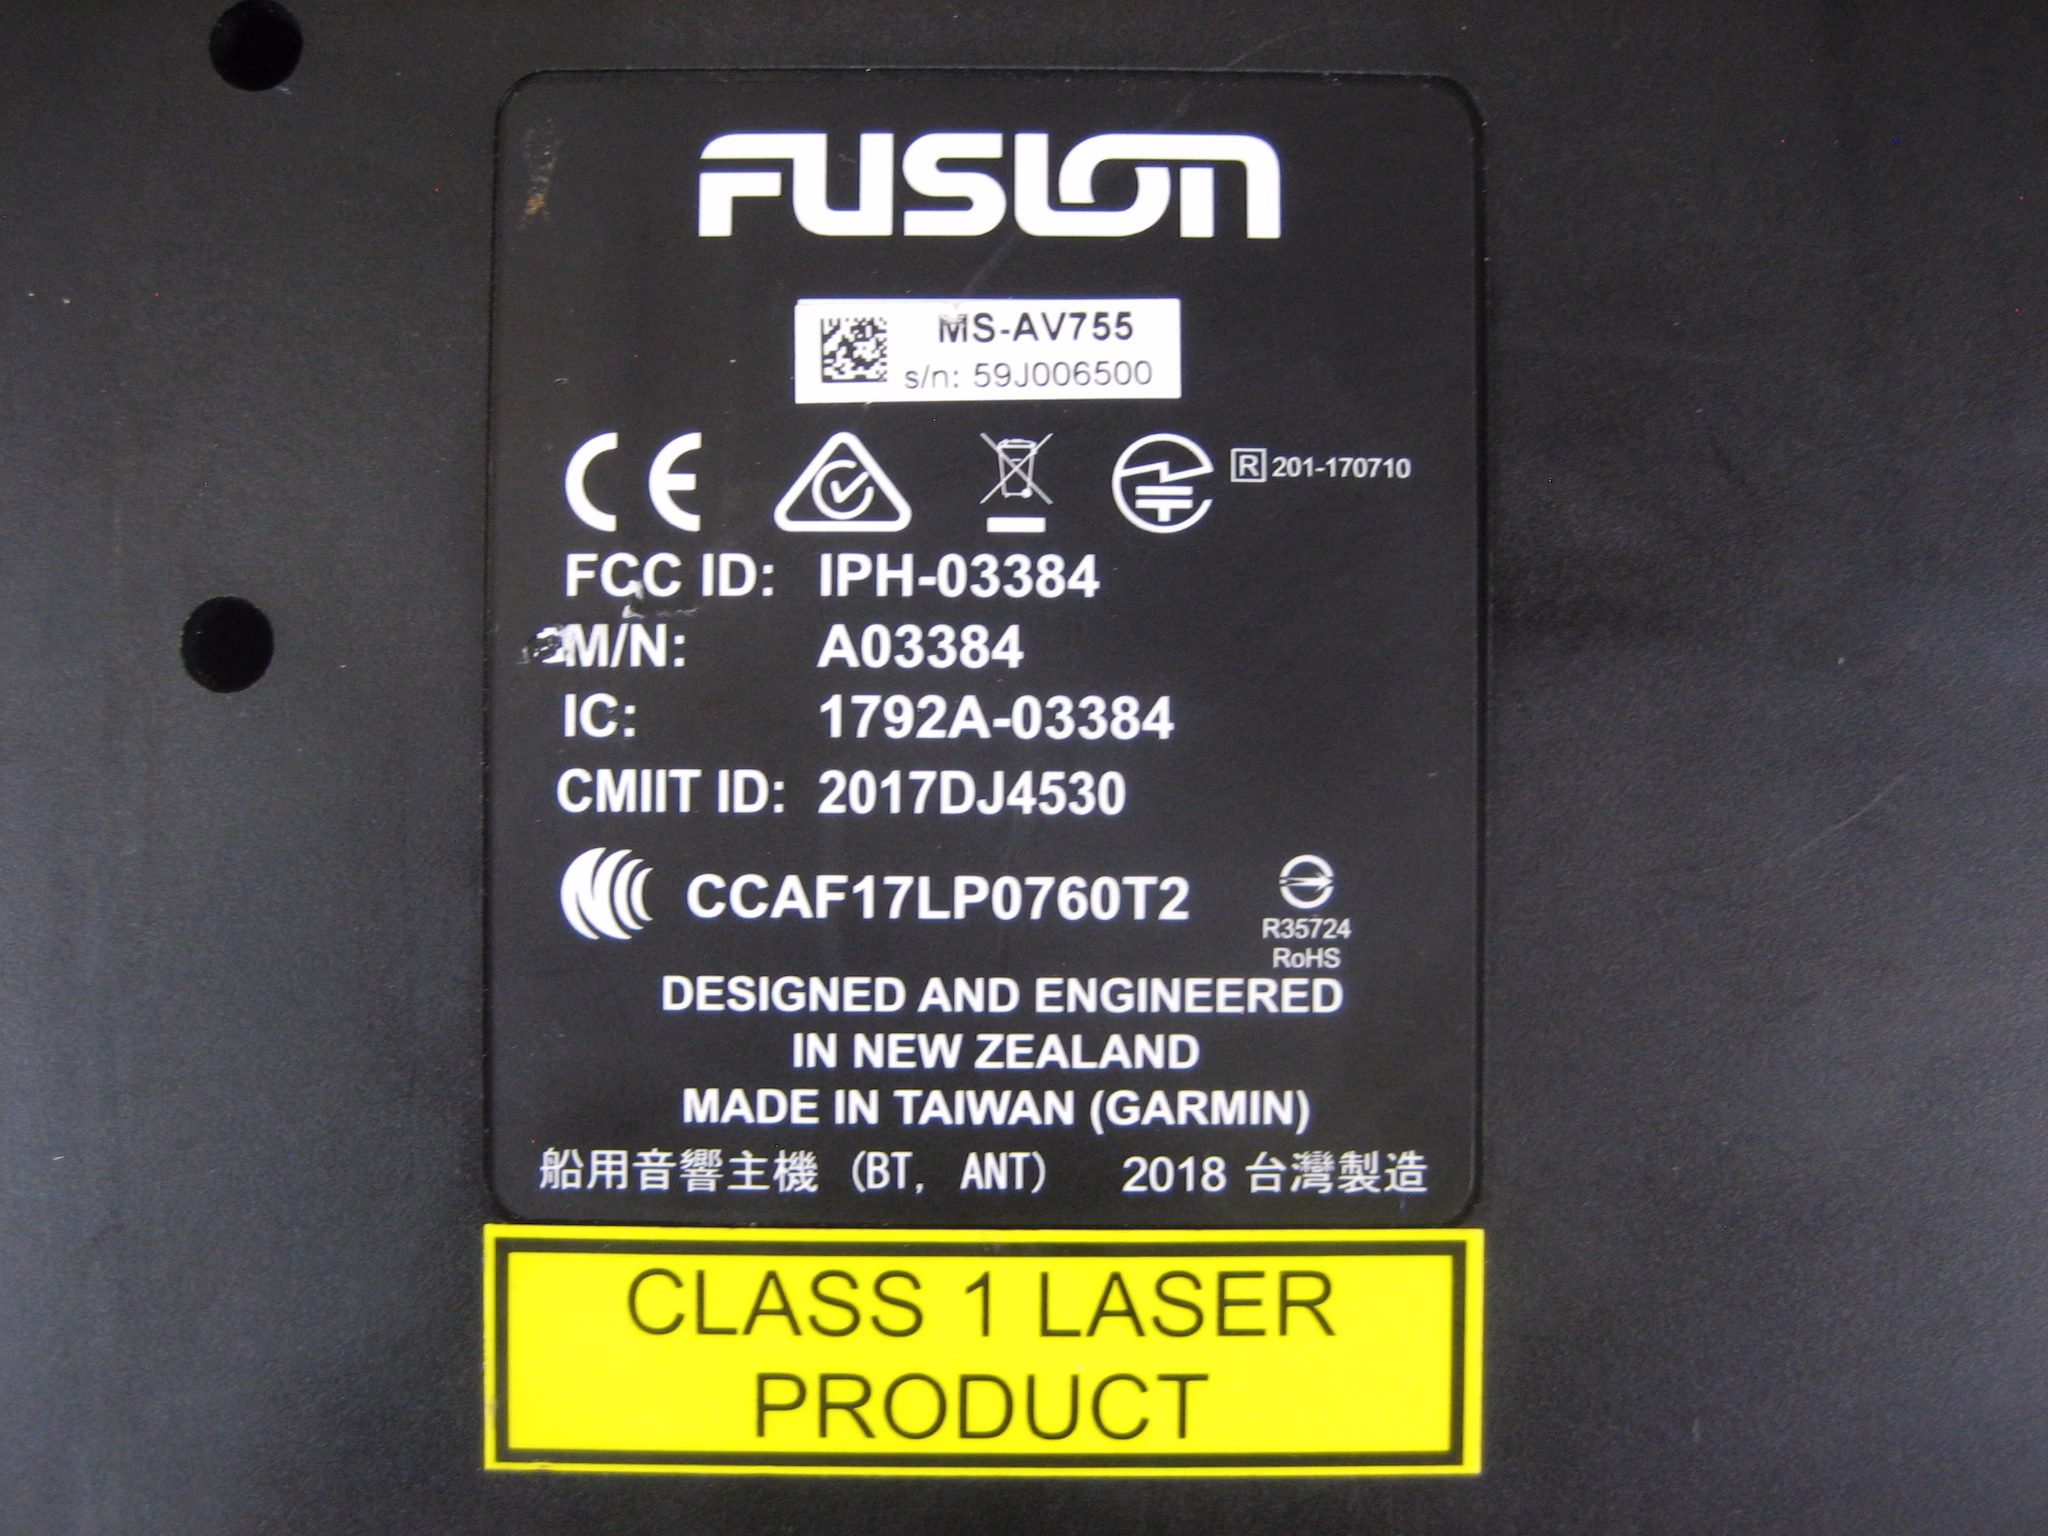 FUSION
MS-AV755
s/n: 59J006500
CE R 201-170710
FCC ID: IPH-03384
M/N: A03384
IC: 1792A-03384
CMIIT ID: 2017DJ4530
CCAF17LP0760T2
R35724
RoHS
DESIGNED AND ENGINEERED
IN NEW ZEALAND
MADE IN TAIWAN (GARMIN)
船用音響主機 (BT, ANT) 2018 台灣製造
CLASS 1 LASER
PRODUCT